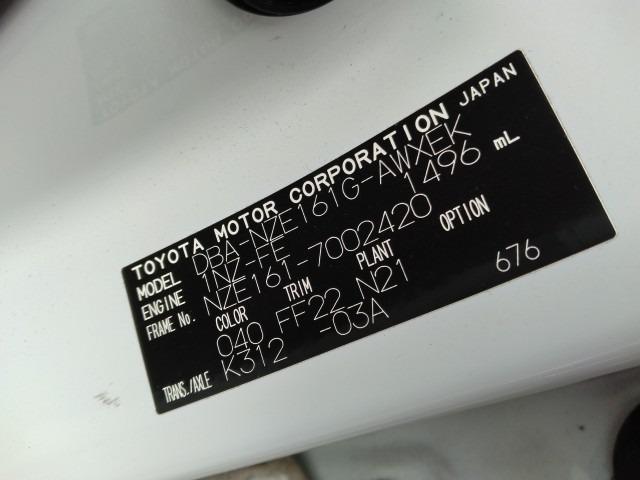 TOYOTA MOTOR CORPORATION JAPAN
MODEL DBA-NZE161G-AWXEK
ENGINE 1NZ-FE 1496 mL
FRAME No. NZE161-7002420
COLOR TRIM PLANT OPTION
040 FF22 N21 676
TRANS./AXLE K312 -03A